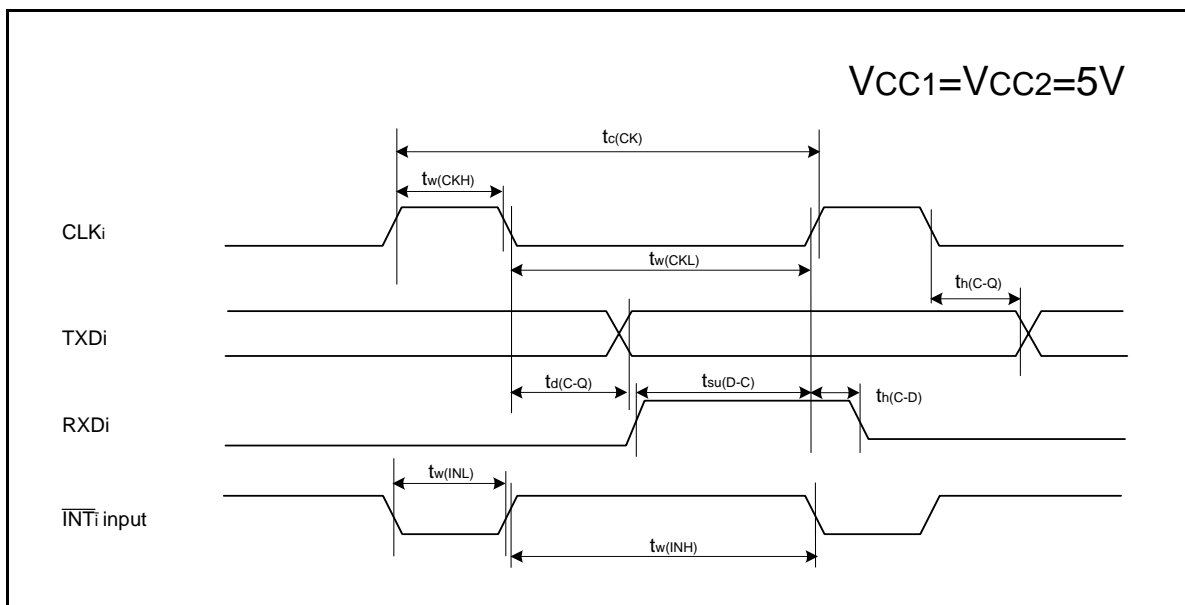 VCC1=VCC2=5V
tc(CK)
tw(CKH)
CLKi
tw(CKL)
th(C-Q)
TXDi
td(C-Q)
tsu(D-C)
th(C-D)
RXDi
tw(INL)
INTi input
tw(INH)